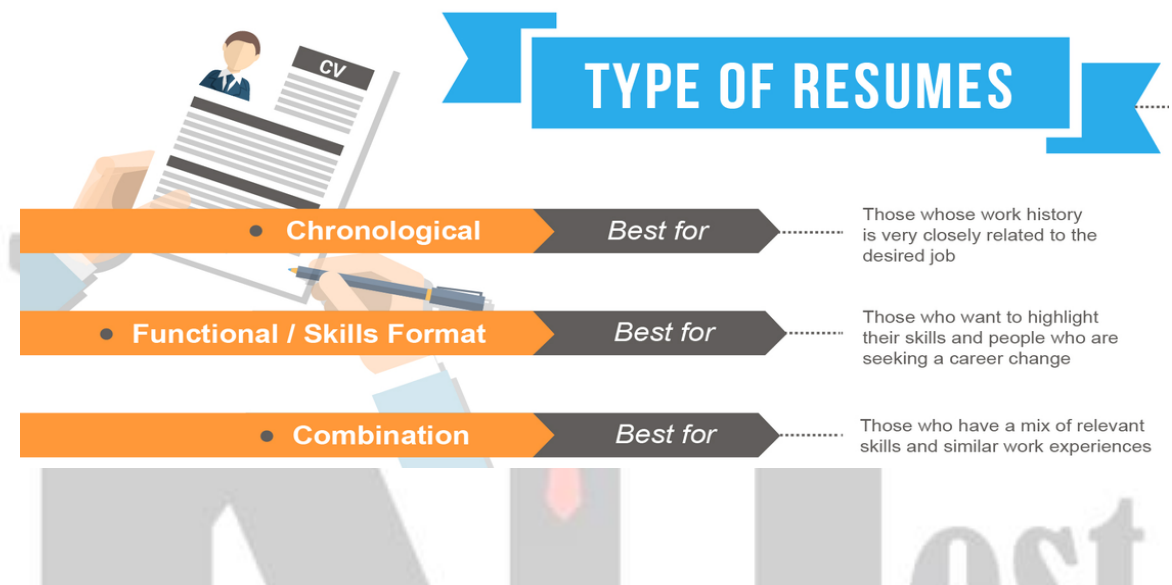 CV
TYPE OF RESUMES
Chronological
Best for
Those whose work history
is very closely related to the
desired job
Functional / Skills Format
Best for
Those who want to highlight
their skills and people who are
seeking a career change
Combination
Best for
Those who have a mix of relevant
skills and similar work experiences
ost